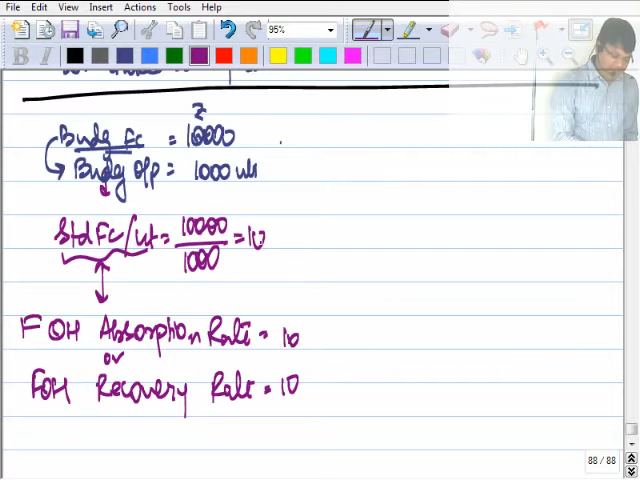 File Edit View Insert Actions Tools Help
95%
B I
Budg Fc = 10000
Budg O/P = 1000 uts
Std Fc/ut = 10000/1000 = 10
FOH Absorption Rate = 10
or
FOH Recovery Rate = 10
88 / 88